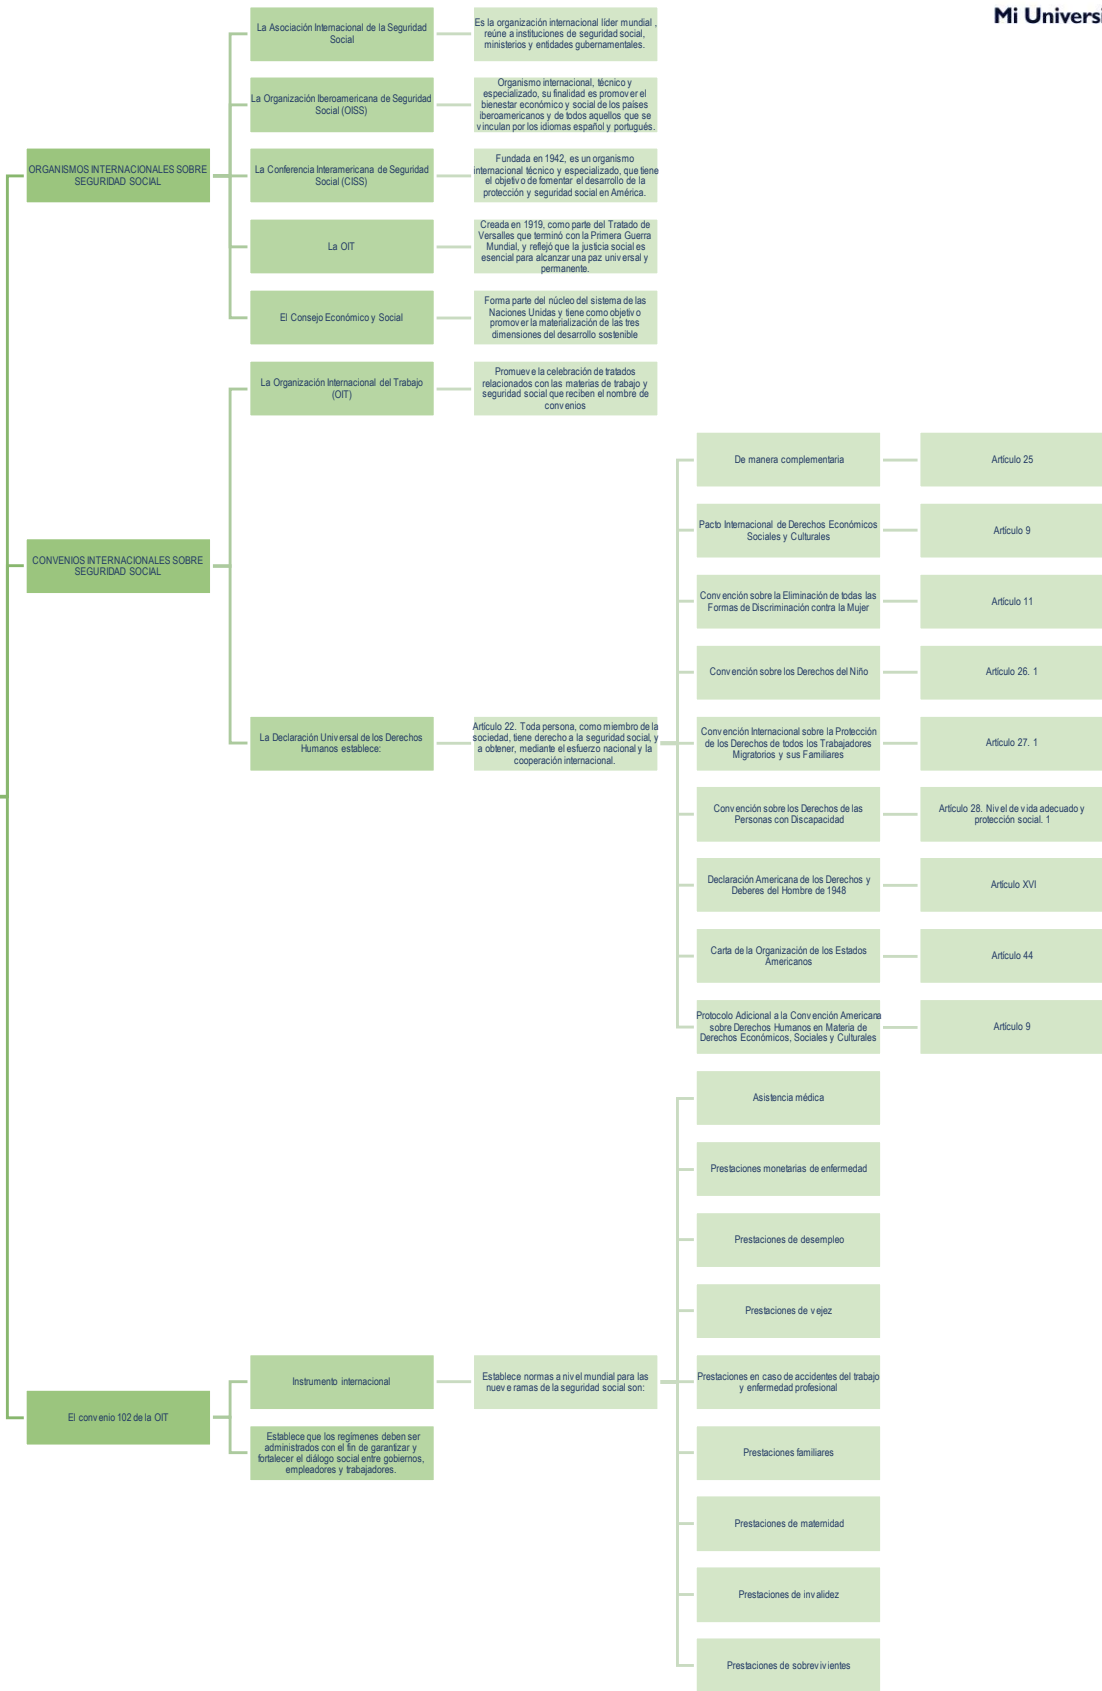 Mi Universi
La Asociación Internacional de la Seguridad
Social
Es la organización internacional líder mundial ,
reúne a instituciones de seguridad social,
ministerios y entidades gubernamentales.
La Organización Iberoamericana de Seguridad
Social (OISS)
Organismo internacional, técnico y
especializado, su finalidad es promover el
bienestar económico y social de los países
iberoamericanos y de todos aquellos que se
vinculan por los idiomas español y portugués.
ORGANISMOS INTERNACIONALES SOBRE
SEGURIDAD SOCIAL
La Conferencia Interamericana de Seguridad
Social (CISS)
Fundada en 1942, es un organismo
internacional técnico y especializado, que tiene
el objetivo de fomentar el desarrollo de la
protección y seguridad social en América.
La OIT
Creada en 1919, como parte del Tratado de
Versalles que terminó con la Primera Guerra
Mundial, y reflejó que la justicia social es
esencial para alcanzar una paz universal y
permanente.
El Consejo Económico y Social
Forma parte del núcleo del sistema de las
Naciones Unidas y tiene como objetivo
promover la materialización de las tres
dimensiones del desarrollo sostenible
La Organización Internacional del Trabajo
(OIT)
Promueve la celebración de tratados
relacionados con las materias de trabajo y
seguridad social que reciben el nombre de
convenios
CONVENIOS INTERNACIONALES SOBRE
SEGURIDAD SOCIAL
La Declaración Universal de los Derechos
Humanos establece:
Artículo 22. Toda persona, como miembro de la
sociedad, tiene derecho a la seguridad social, y
a obtener, mediante el esfuerzo nacional y la
cooperación internacional.
De manera complementaria
Artículo 25
Pacto Internacional de Derechos Económicos
Sociales y Culturales
Artículo 9
Convención sobre la Eliminación de todas las
Formas de Discriminación contra la Mujer
Artículo 11
Convención sobre los Derechos del Niño
Artículo 26. 1
Convención Internacional sobre la Protección
de los Derechos de todos los Trabajadores
Migratorios y sus Familiares
Artículo 27. 1
Convención sobre los Derechos de las
Personas con Discapacidad
Artículo 28. Nivel de vida adecuado y
protección social. 1
Declaración Americana de los Derechos y
Deberes del Hombre de 1948
Artículo XVI
Carta de la Organización de los Estados
Americanos
Artículo 44
Protocolo Adicional a la Convención Americana
sobre Derechos Humanos en Materia de
Derechos Económicos, Sociales y Culturales
Artículo 9
El convenio 102 de la OIT
Instrumento internacional
Establece normas a nivel mundial para las
nueve ramas de la seguridad social son:
Asistencia médica
Prestaciones monetarias de enfermedad
Prestaciones de desempleo
Prestaciones de vejez
Prestaciones en caso de accidentes del trabajo
y enfermedad profesional
Prestaciones familiares
Prestaciones de maternidad
Prestaciones de invalidez
Prestaciones de sobrevivientes
Establece que los regímenes deben ser
administrados con el fin de garantizar y
fortalecer el diálogo social entre gobiernos,
empleadores y trabajadores.